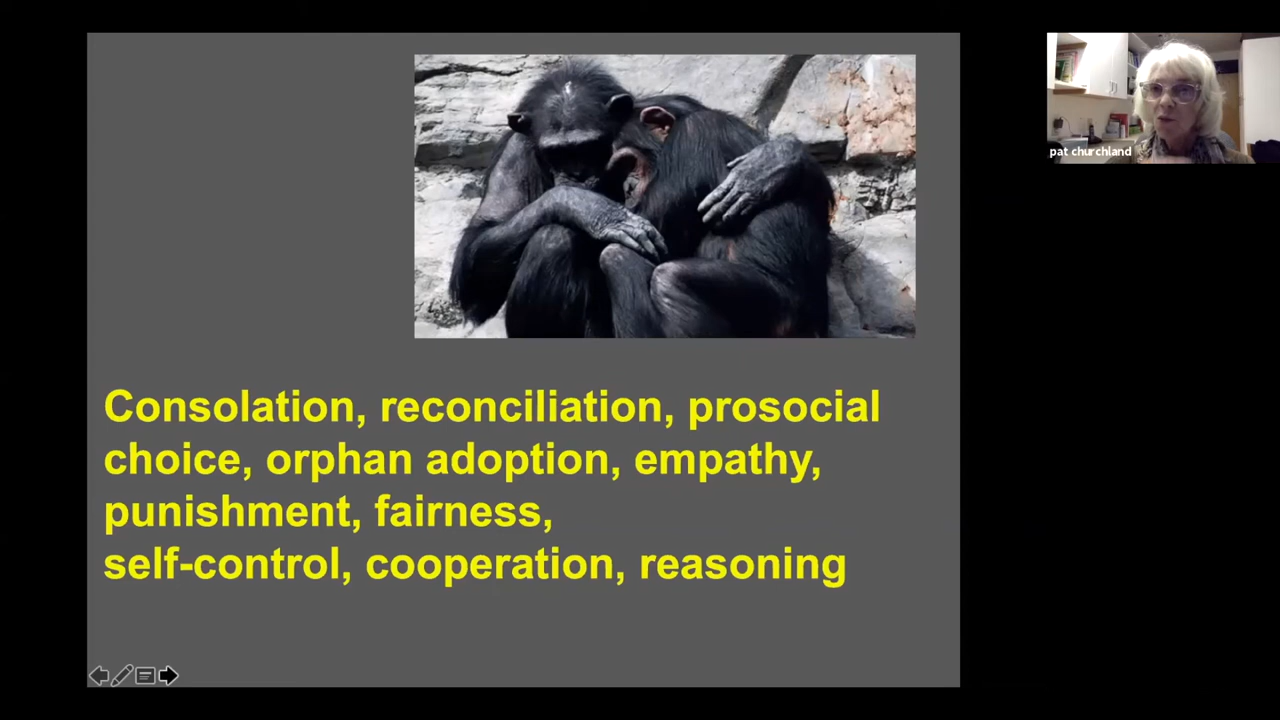 pat churchland
Consolation, reconciliation, prosocial
choice, orphan adoption, empathy,
punishment, fairness,
self-control, cooperation, reasoning